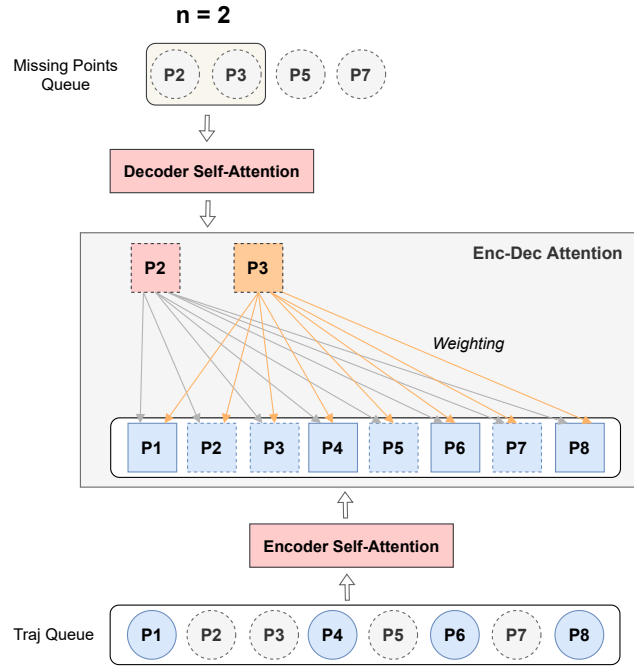 n = 2
Missing Points
Queue
P2 P3 P5 P7
Decoder Self-Attention
Enc-Dec Attention
P2 P3
Weighting
P1 P2 P3 P4 P5 P6 P7 P8
Encoder Self-Attention
Traj Queue
P1 P2 P3 P4 P5 P6 P7 P8